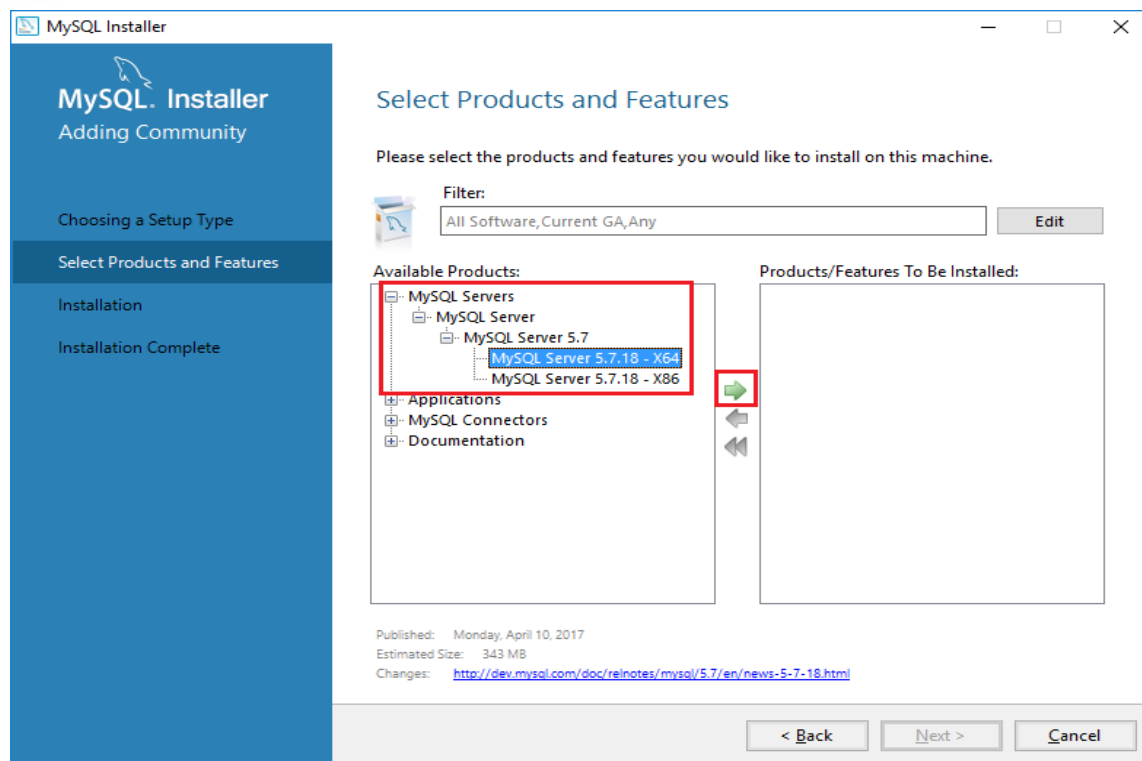 MySQL Installer
MySQL. Installer
Adding Community
Choosing a Setup Type
Select Products and Features
Installation
Installation Complete
Select Products and Features
Please select the products and features you would like to install on this machine.
Filter:
All Software,Current GA,Any
Edit
Available Products:
MySQL Servers
MySQL Server
MySQL Server 5.7
MySQL Server 5.7.18 - X64
MySQL Server 5.7.18 - X86
Applications
MySQL Connectors
Documentation
Products/Features To Be Installed:
Published: Monday, April 10, 2017
Estimated Size: 343 MB
Changes: http://dev.mysql.com/doc/relnotes/mysql/5.7/en/news-5-7-18.html
< Back
Next >
Cancel